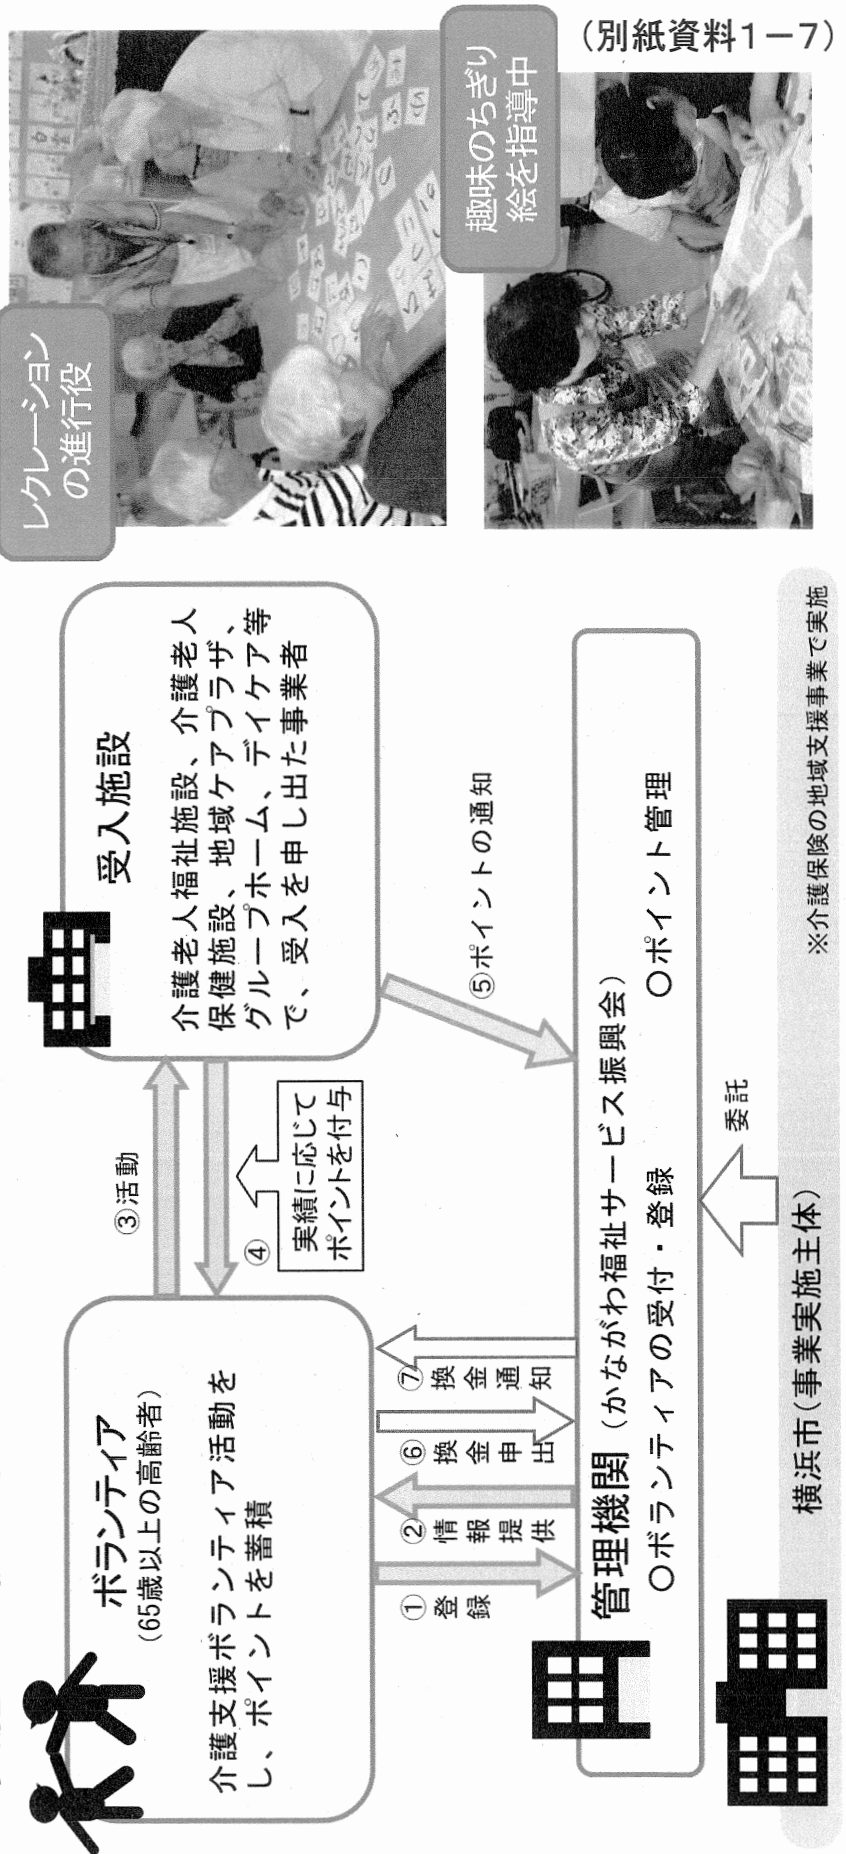 (別紙資料1-7)
レクレーション
の進行役
趣味のちぎり
絵を指導中
ボランティア
(65歳以上の高齢者)
介護支援ボランティア活動を
し、ポイントを蓄積
③活動
④
実績に応じて
ポイントを付与
受入施設
介護老人福祉施設、介護老人
保健施設、地域ケアプラザ、
グループホーム、デイケア等
で、受入を申し出た事業者
①登録
②情報提供
⑥換金申出
⑦換金通知
⑤ポイントの通知
管理機関(かながわ福祉サービス振興会)
○ボランティアの受付・登録 ○ポイント管理
委託
横浜市(事業実施主体)
※介護保険の地域支援事業で実施